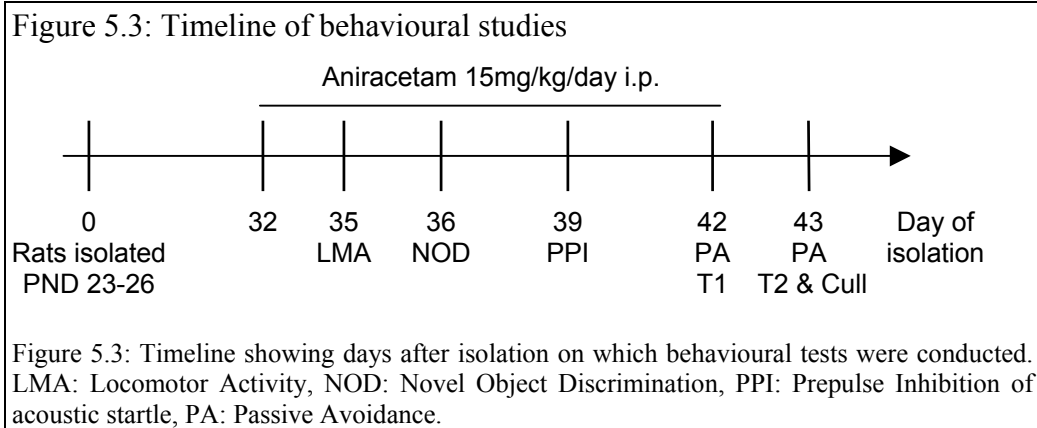 Figure 5.3: Timeline of behavioural studies
Aniracetam 15mg/kg/day i.p.
0 32 35 36 39 42 43 Day of
Rats isolated LMA NOD PPI PA PA isolation
PND 23-26 T1 T2 & Cull
Figure 5.3: Timeline showing days after isolation on which behavioural tests were conducted.
LMA: Locomotor Activity, NOD: Novel Object Discrimination, PPI: Prepulse Inhibition of
acoustic startle, PA: Passive Avoidance.